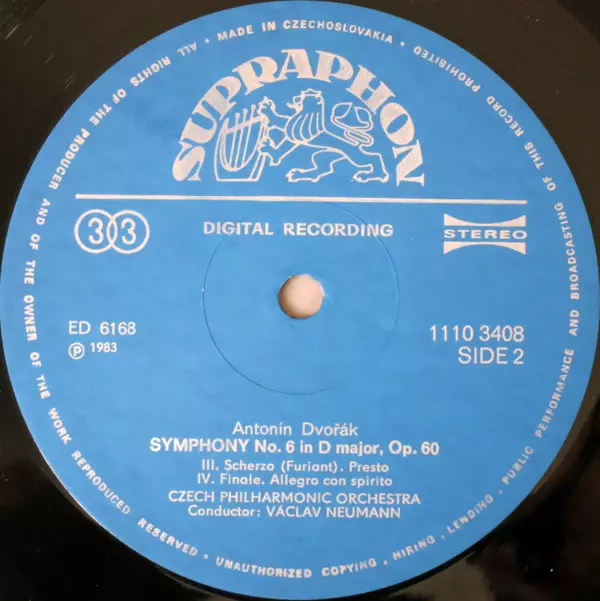 ALL RIGHTS OF THE PRODUCER AND OF THE OWNER OF THE WORK REPRODUCED RESERVED • UNAUTHORIZED COPYING, HIRING, LENDING, PUBLIC PERFORMANCE AND BROADCASTING OF THIS RECORD PROHIBITED • MADE IN CZECHOSLOVAKIA •
SUPRAPHON
33 DIGITAL RECORDING STEREO
ED 6168 1110 3408
Ⓟ 1983 SIDE 2
Antonín Dvořák
SYMPHONY No. 6 in D major, Op. 60
III. Scherzo (Furiant). Presto
IV. Finale. Allegro con spirito
CZECH PHILHARMONIC ORCHESTRA
Conductor: VÁCLAV NEUMANN